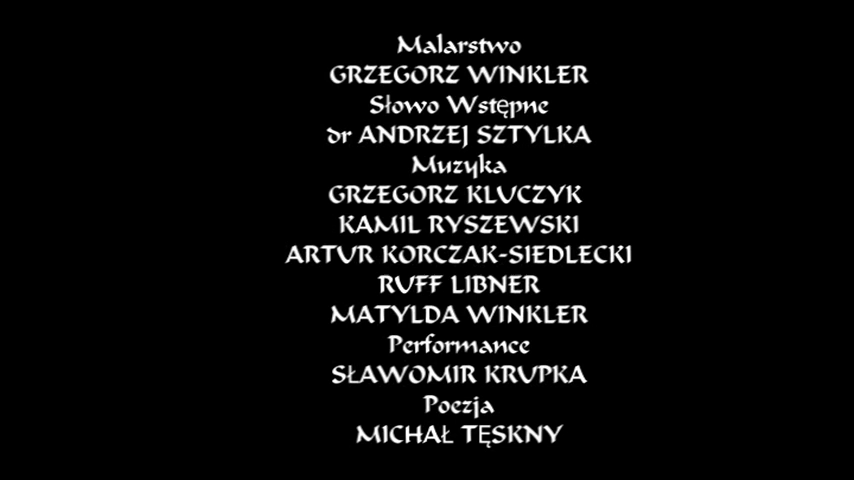 Malarstwo
GRZEGORZ WINKLER
Słowo Wstępne
dr ANDRZEJ SZTYLKA
Muzyka
GRZEGORZ KLUCZYK
KAMIL RYSZEWSKI
ARTUR KORCZAK-SIEDLECKI
RUFF LIBNER
MATYLDA WINKLER
Performance
SŁAWOMIR KRUPKA
Poezja
MICHAŁ TĘSKNY